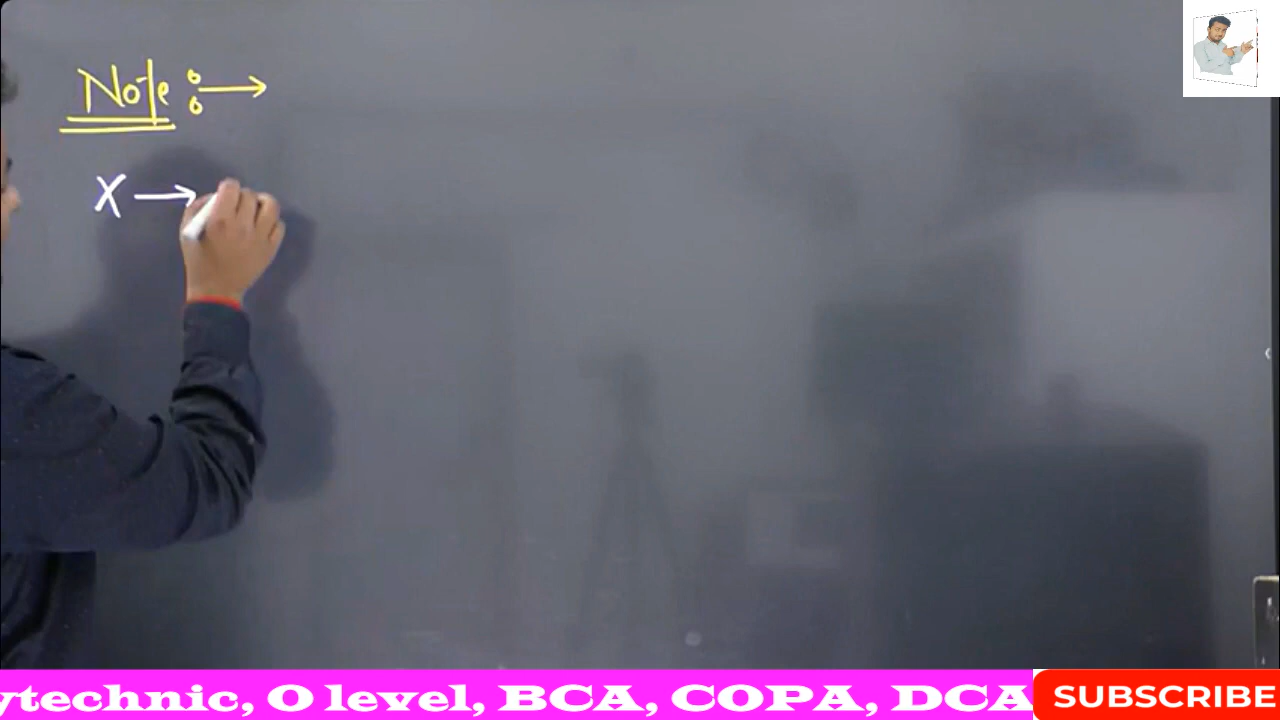 Note :→
X →
ytechnic, O level, BCA, COPA, DCA
SUBSCRIBE